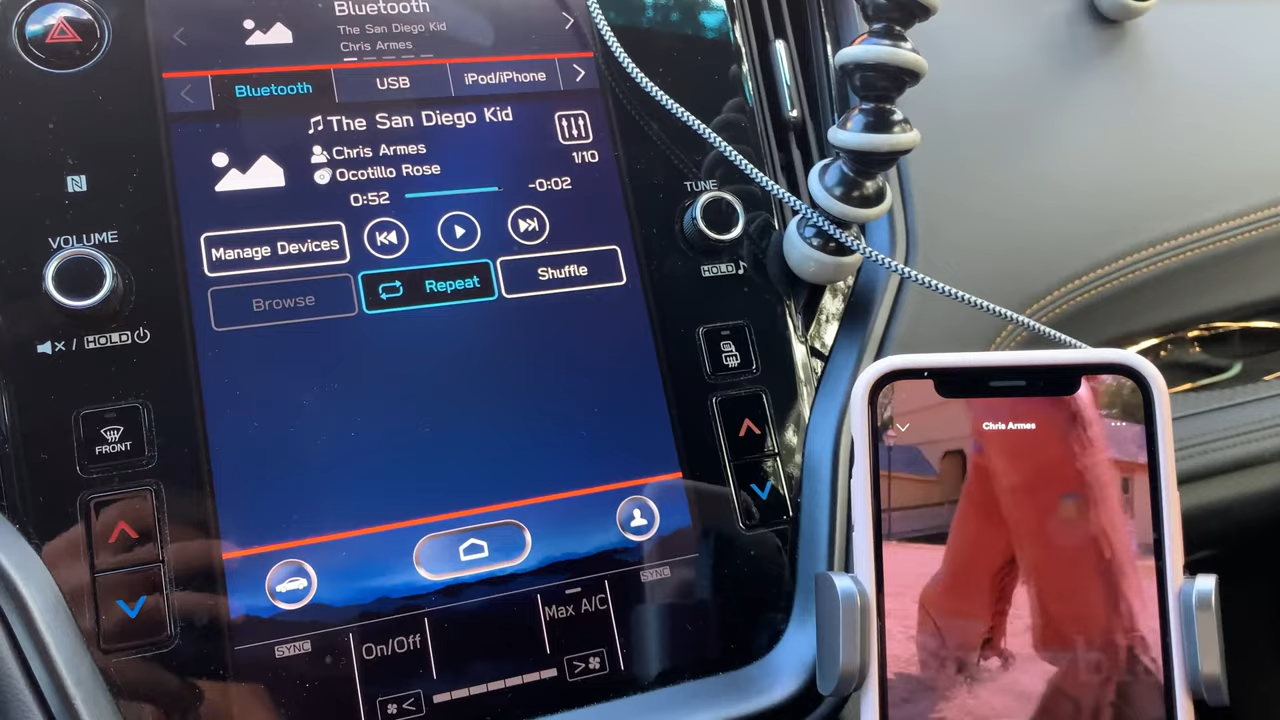 Bluetooth
The San Diego Kid
Chris Armes
Bluetooth
USB
iPod/iPhone
The San Diego Kid
Chris Armes
Ocotillo Rose
1/10
0:52
-0:02
Manage Devices
Browse
Repeat
Shuffle
VOLUME
/ HOLD
FRONT
TUNE
HOLD
SYNC
On/Off
Max A/C
SYNC
Chris Armes